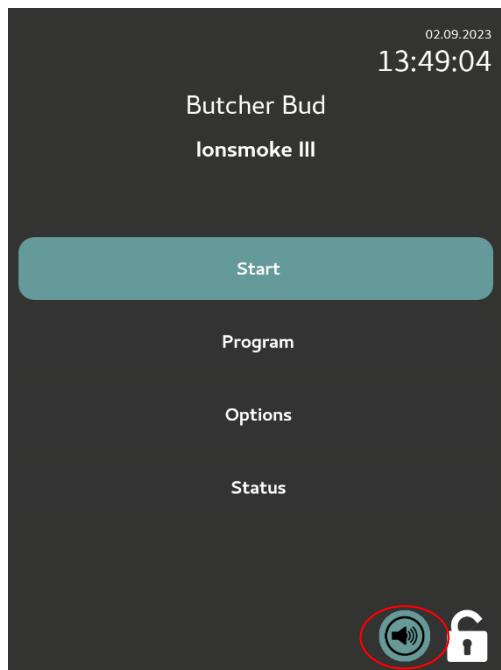 02.09.2023
13:49:04
Butcher Bud
Ionsmoke III
Start
Program
Options
Status